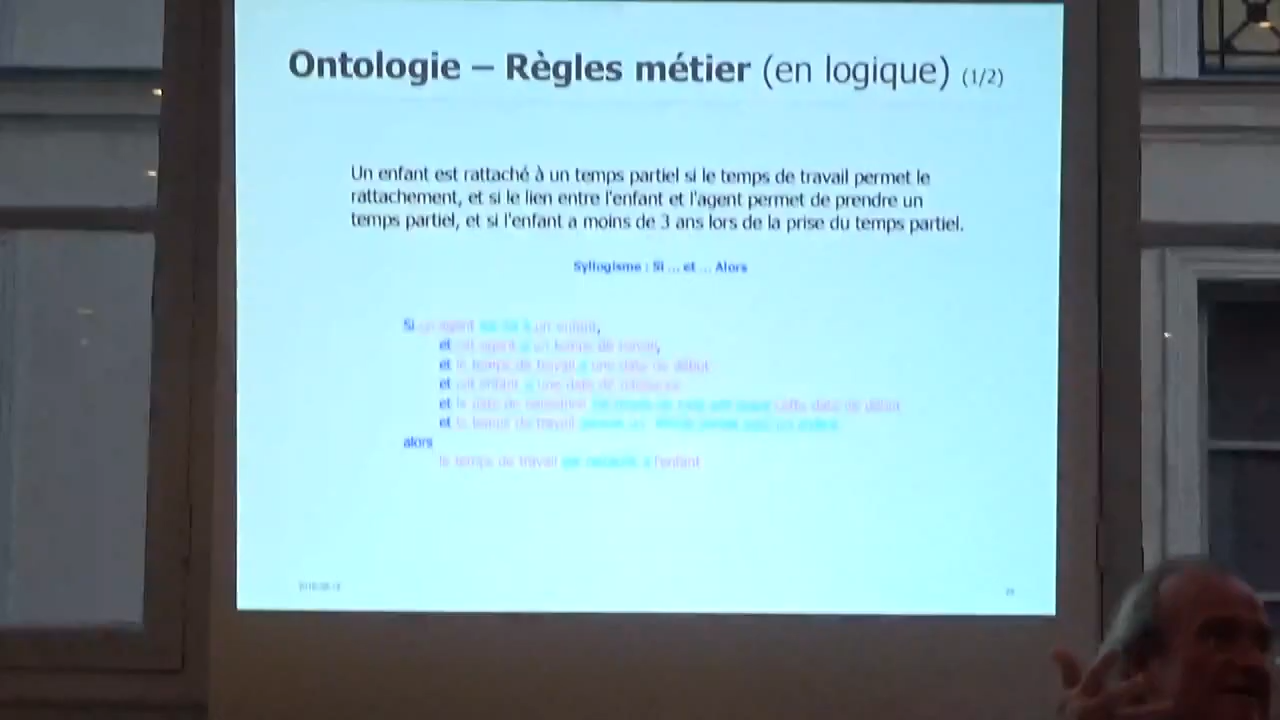 Ontologie – Règles métier (en logique) (1/2)
Un enfant est rattaché à un temps partiel si le temps de travail permet le
rattachement, et si le lien entre l'enfant et l'agent permet de prendre un
temps partiel, et si l'enfant a moins de 3 ans lors de la prise du temps partiel.
Syllogisme : Si ... et ... Alors
Si un agent est lié à un enfant,
et cet agent a un temps de travail,
et le temps de travail a une date de début
et cet enfant a une date de naissance
et la date de naissance cette date de début
et le temps de travail
alors
le temps de travail est rattaché à l'enfant